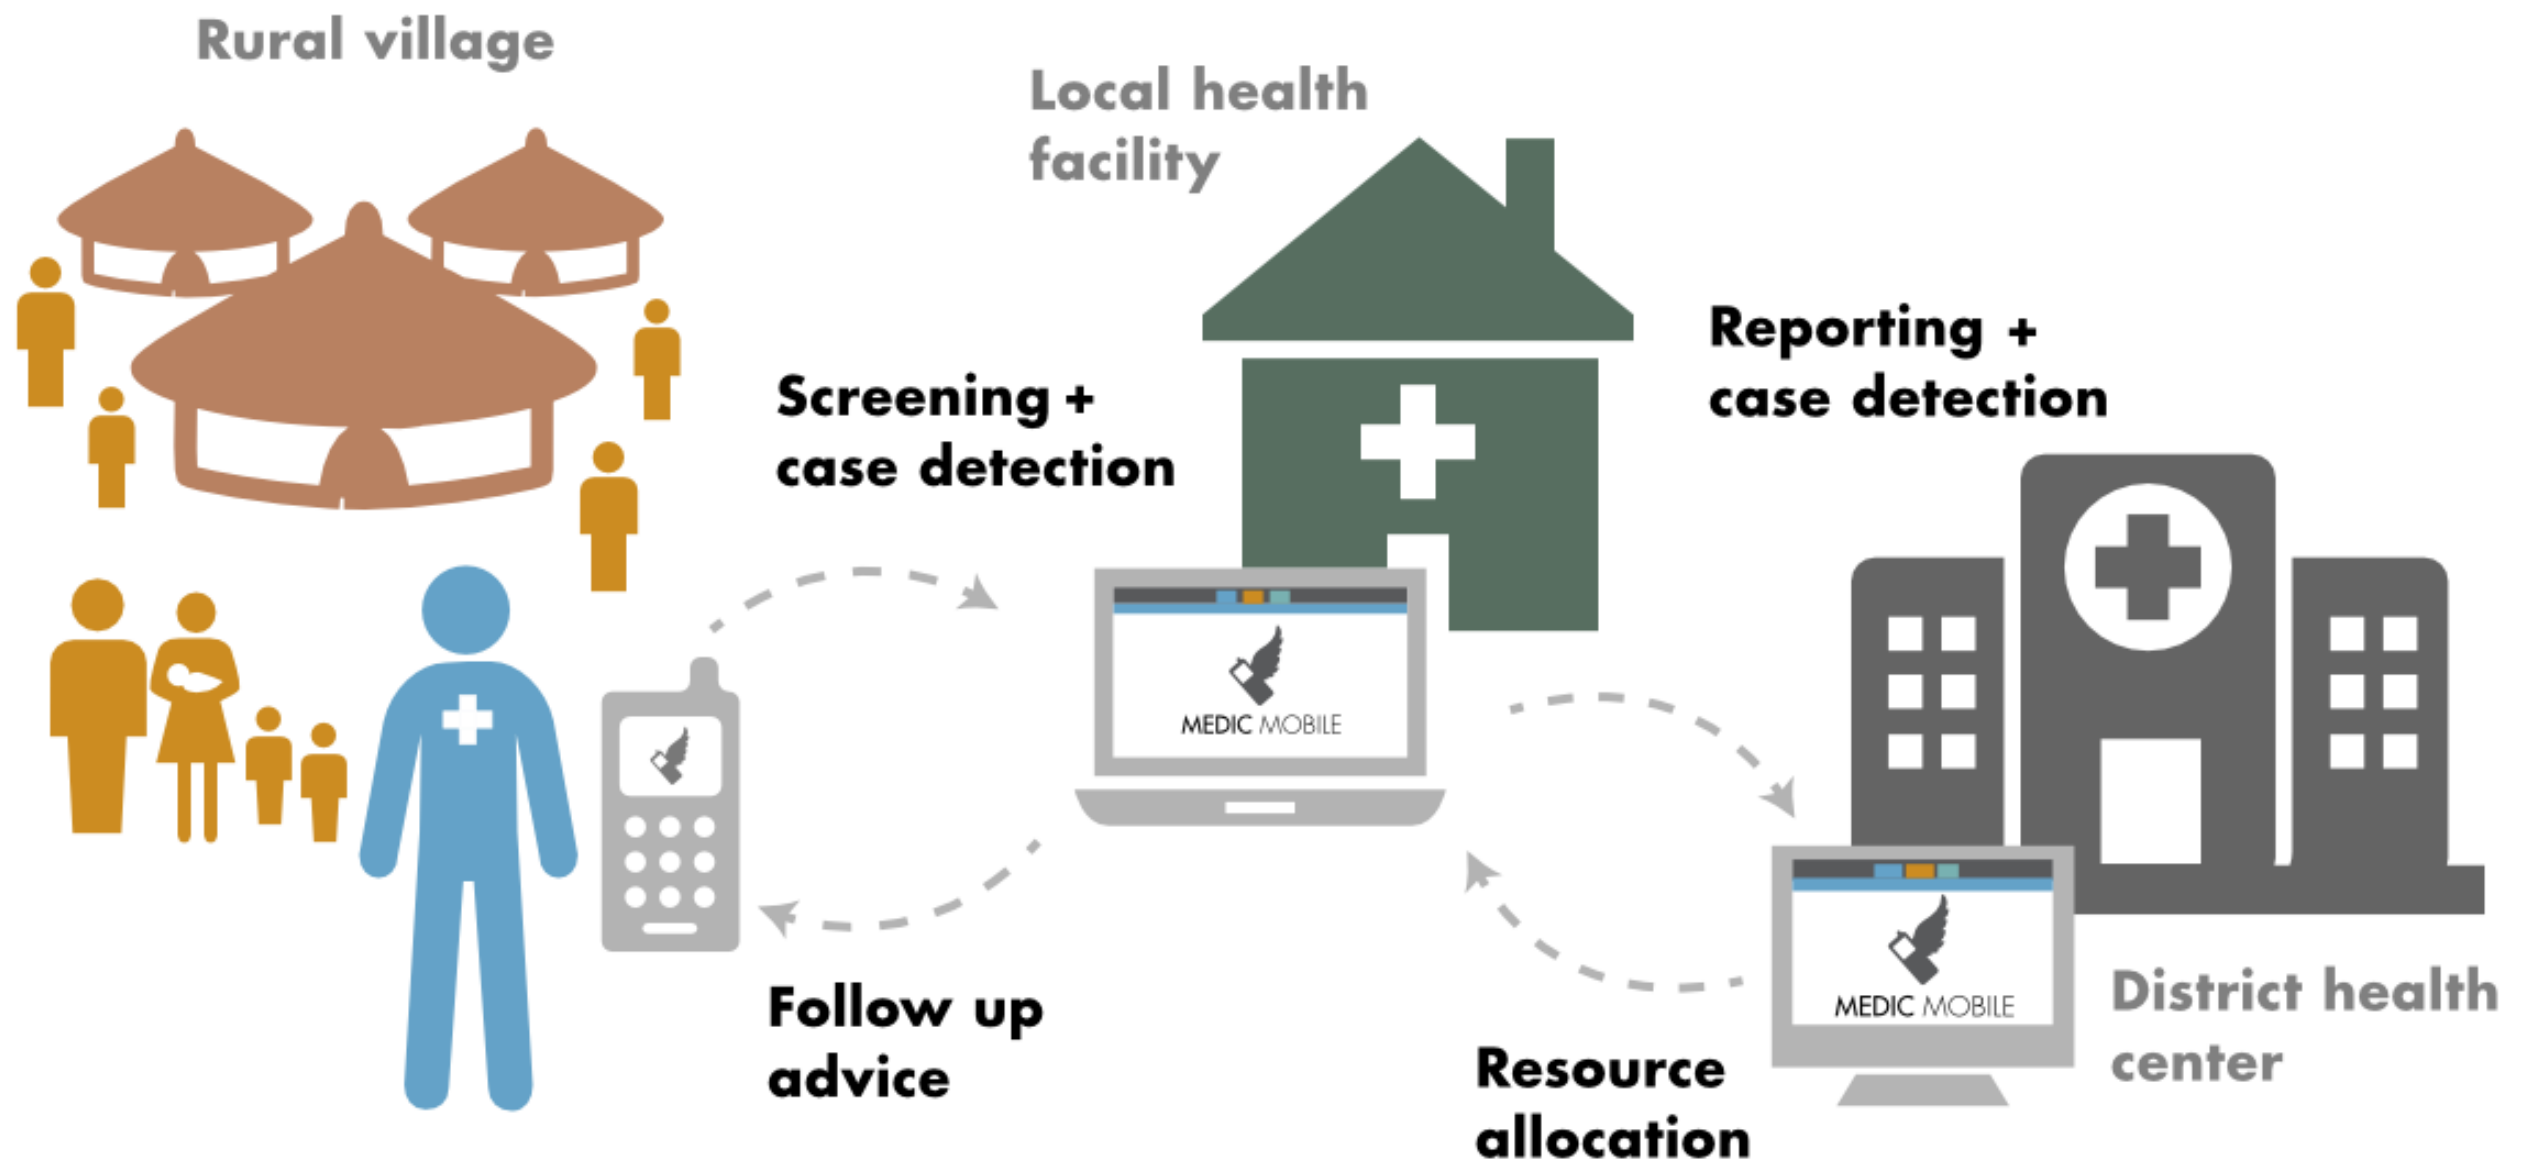 Rural village
Local health
facility
Screening +
case detection
Reporting +
case detection
MEDIC MOBILE
Follow up
advice
MEDIC MOBILE
District health
center
Resource
allocation